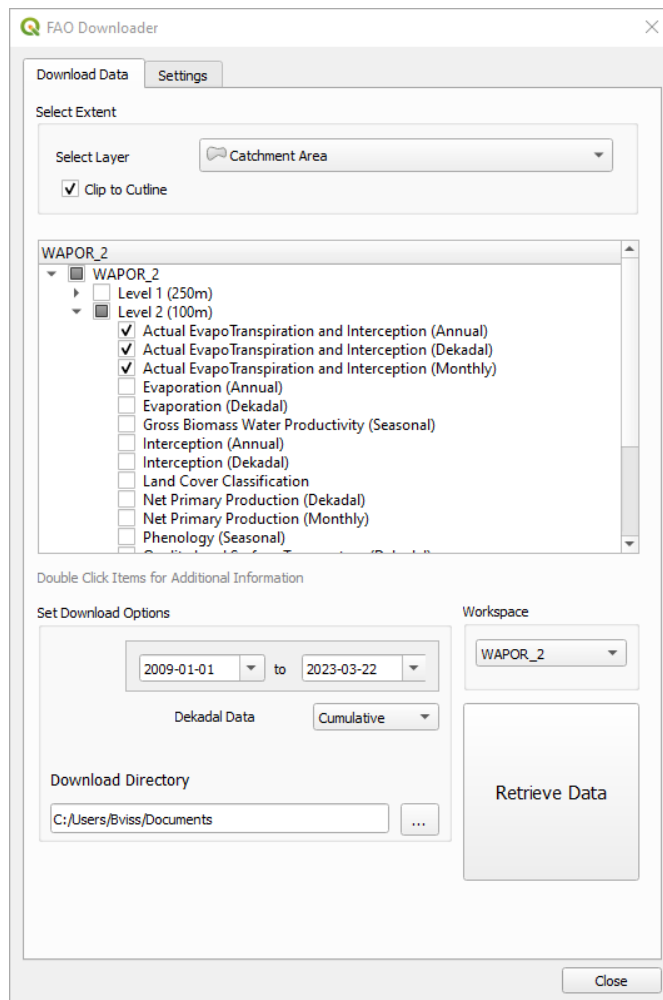 FAO Downloader
Download Data
Settings
Select Extent
Select Layer
Catchment Area
Clip to Cutline
WAPOR_2
WAPOR_2
Level 1 (250m)
Level 2 (100m)
Actual EvapoTranspiration and Interception (Annual)
Actual EvapoTranspiration and Interception (Dekadal)
Actual EvapoTranspiration and Interception (Monthly)
Evaporation (Annual)
Evaporation (Dekadal)
Gross Biomass Water Productivity (Seasonal)
Interception (Annual)
Interception (Dekadal)
Land Cover Classification
Net Primary Production (Dekadal)
Net Primary Production (Monthly)
Phenology (Seasonal)
Double Click Items for Additional Information
Set Download Options
Workspace
2009-01-01 to 2023-03-22
WAPOR_2
Dekadal Data
Cumulative
Download Directory
Retrieve Data
C:/Users/Bviss/Documents
...
Close